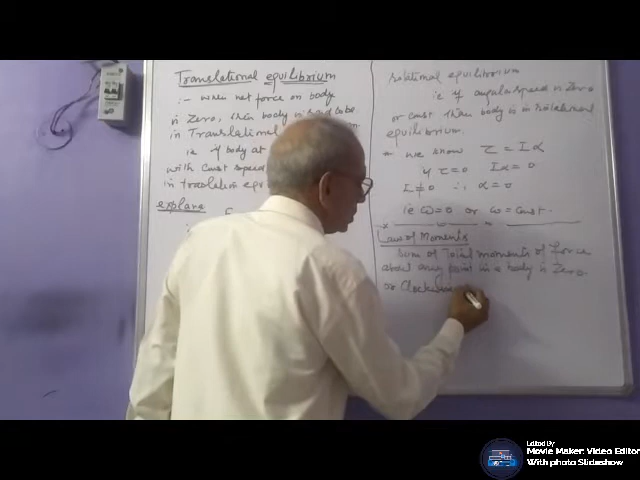 Translational equilibrium
:- when net force on body
is Zero, then body is said to be
in Translational
ie if body at
with const speed
in translation equ
explane
rotational equilibrium
ie if angular speed is Zero
or const then body is in rotational
equilibrium.
we show τ = Iα
if τ=0 Iα = 0
I≠0 ∴ α=0
ie ω=0 or ω=const.
Law of Moments
Sum of Total moments of force
about any point in a body is Zero
or Clockwise
Edited By
Movie Maker: Video Editor
With photo Slideshow